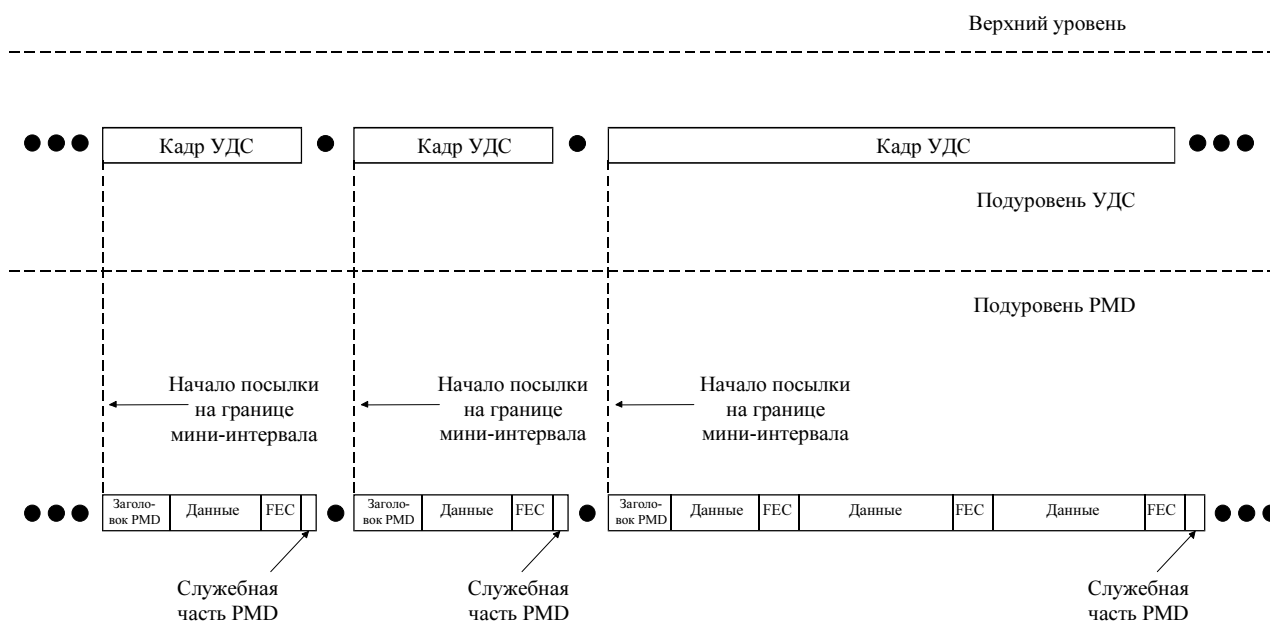 Верхний уровень
Кадр УДС
Кадр УДС
Кадр УДС
Подуровень УДС
Подуровень PMD
Начало посылки
на границе
мини-интервала
Начало посылки
на границе
мини-интервала
Начало посылки
на границе
мини-интервала
Заголо-
вок PMD
Данные
FEC
Заголо-
вок PMD
Данные
FEC
Заголо-
вок PMD
Данные
FEC
Данные
FEC
Данные
FEC
Служебная
часть PMD
Служебная
часть PMD
Служебная
часть PMD